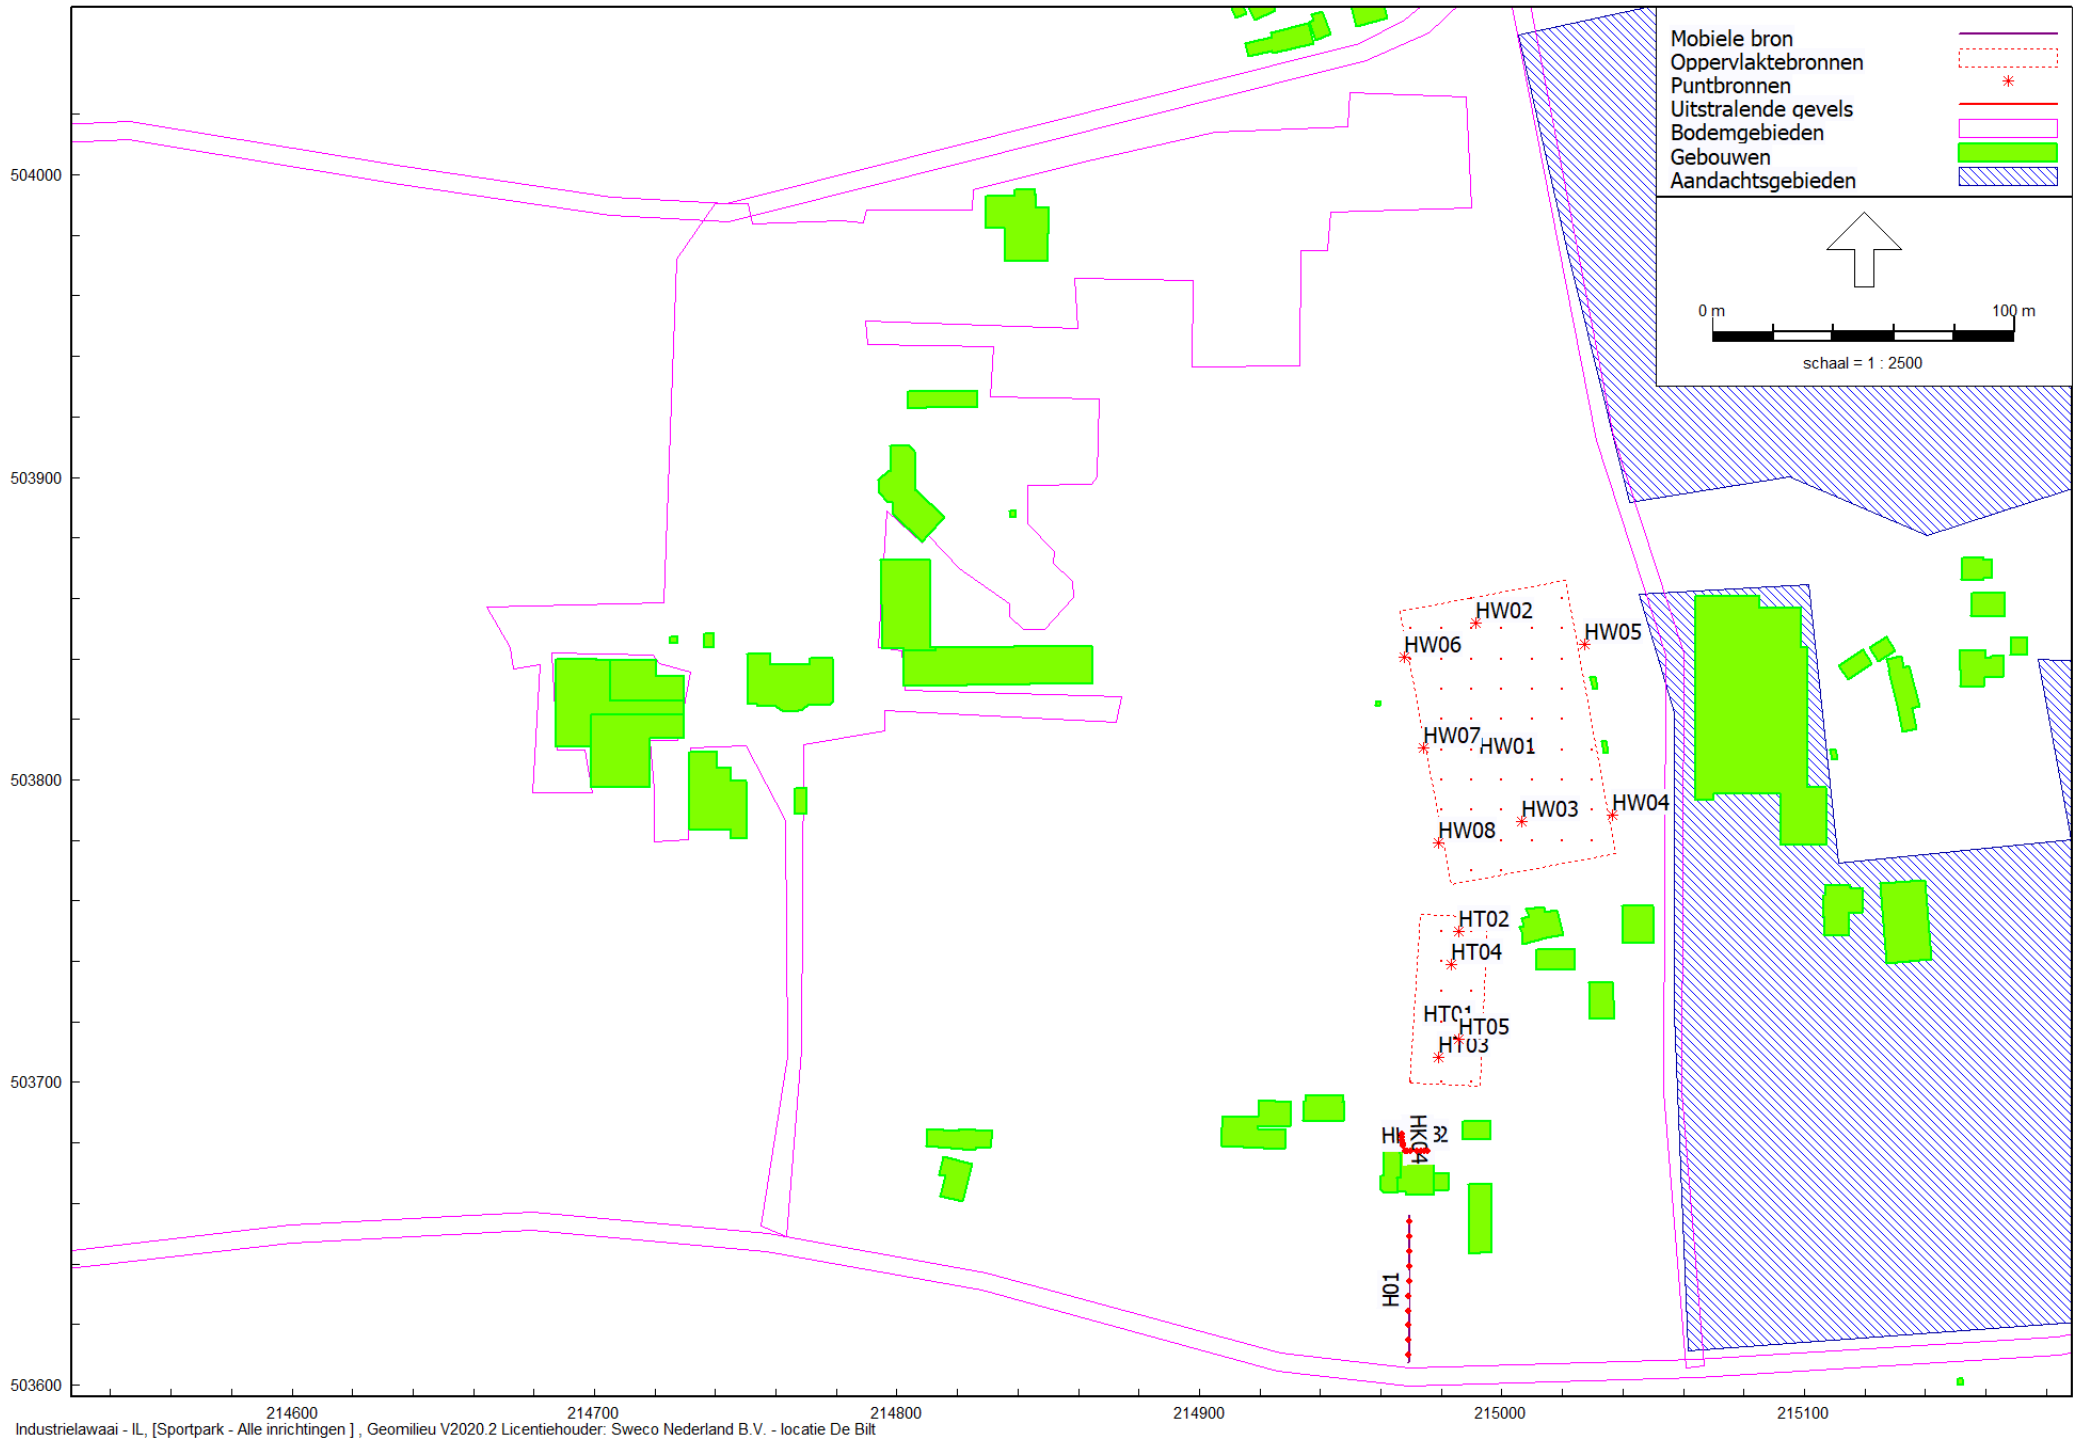 Mobiele bron
Oppervlaktebronnen
Puntbronnen
Uitstralende gevels
Bodemgebieden
Gebouwen
Aandachtsgebieden
0 m
100 m
schaal = 1 : 2500
504000
503900
503800
503700
503600
HW02
HW05
HW06
HW07
HW01
HW03
HW04
HW08
HT02
HT04
HT01
HT05
HT03
HK04
H01
214600
214700
214800
214900
215000
215100
Industrielawaai - IL, [Sportpark - Alle inrichtingen ] , Geomilieu V2020.2 Licentiehouder: Sweco Nederland B.V. - locatie De Bilt